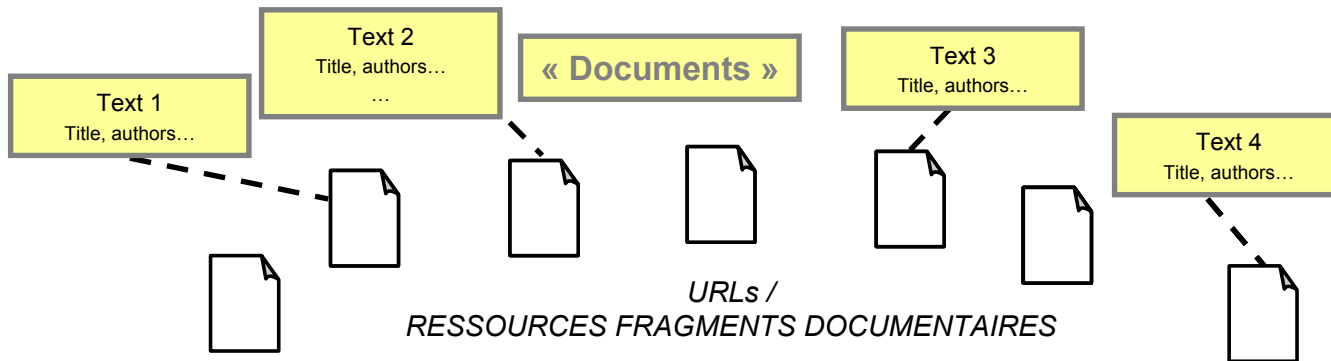 Text 1
Title, authors…
Text 2
Title, authors…
…
« Documents »
Text 3
Title, authors…
Text 4
Title, authors…
URLs /
RESSOURCES FRAGMENTS DOCUMENTAIRES